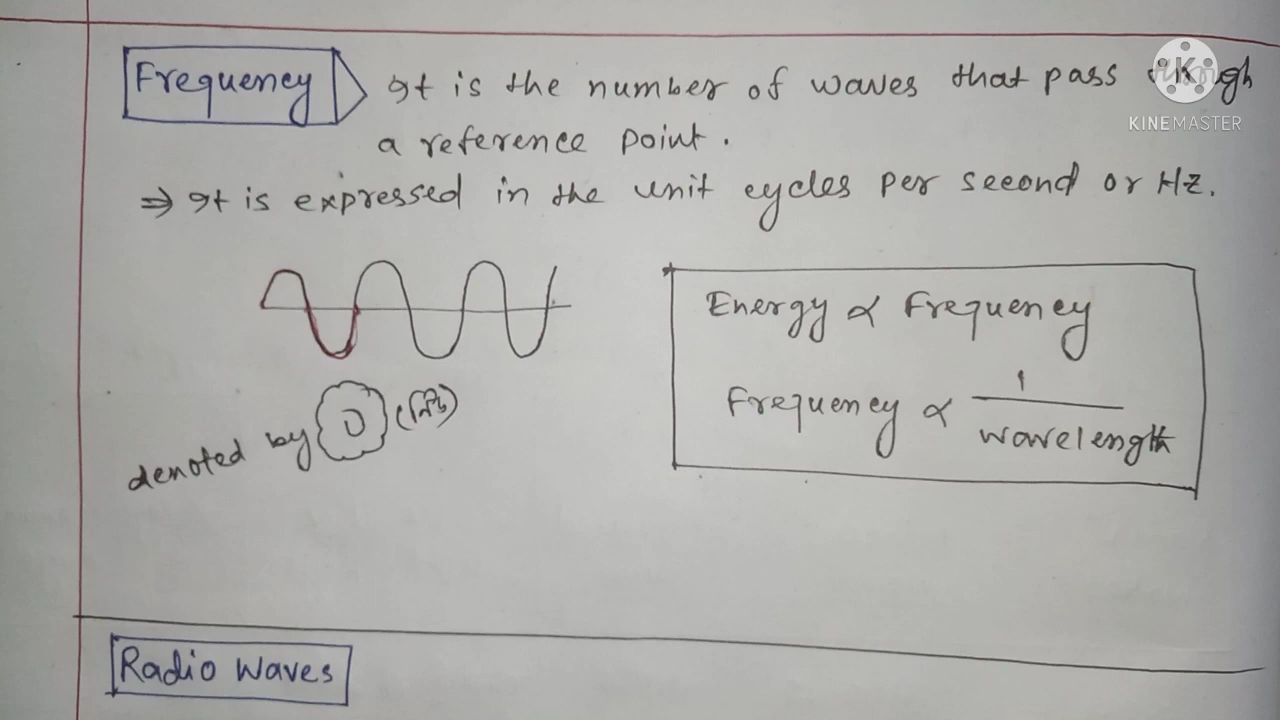 Frequency It is the number of waves that pass through
a reference point.
⇒ It is expressed in the unit cycles per second or Hz.
Energy ∝ Frequency
Frequency ∝ 1
wavelength
denoted by υ
Radio waves
KINEMASTER